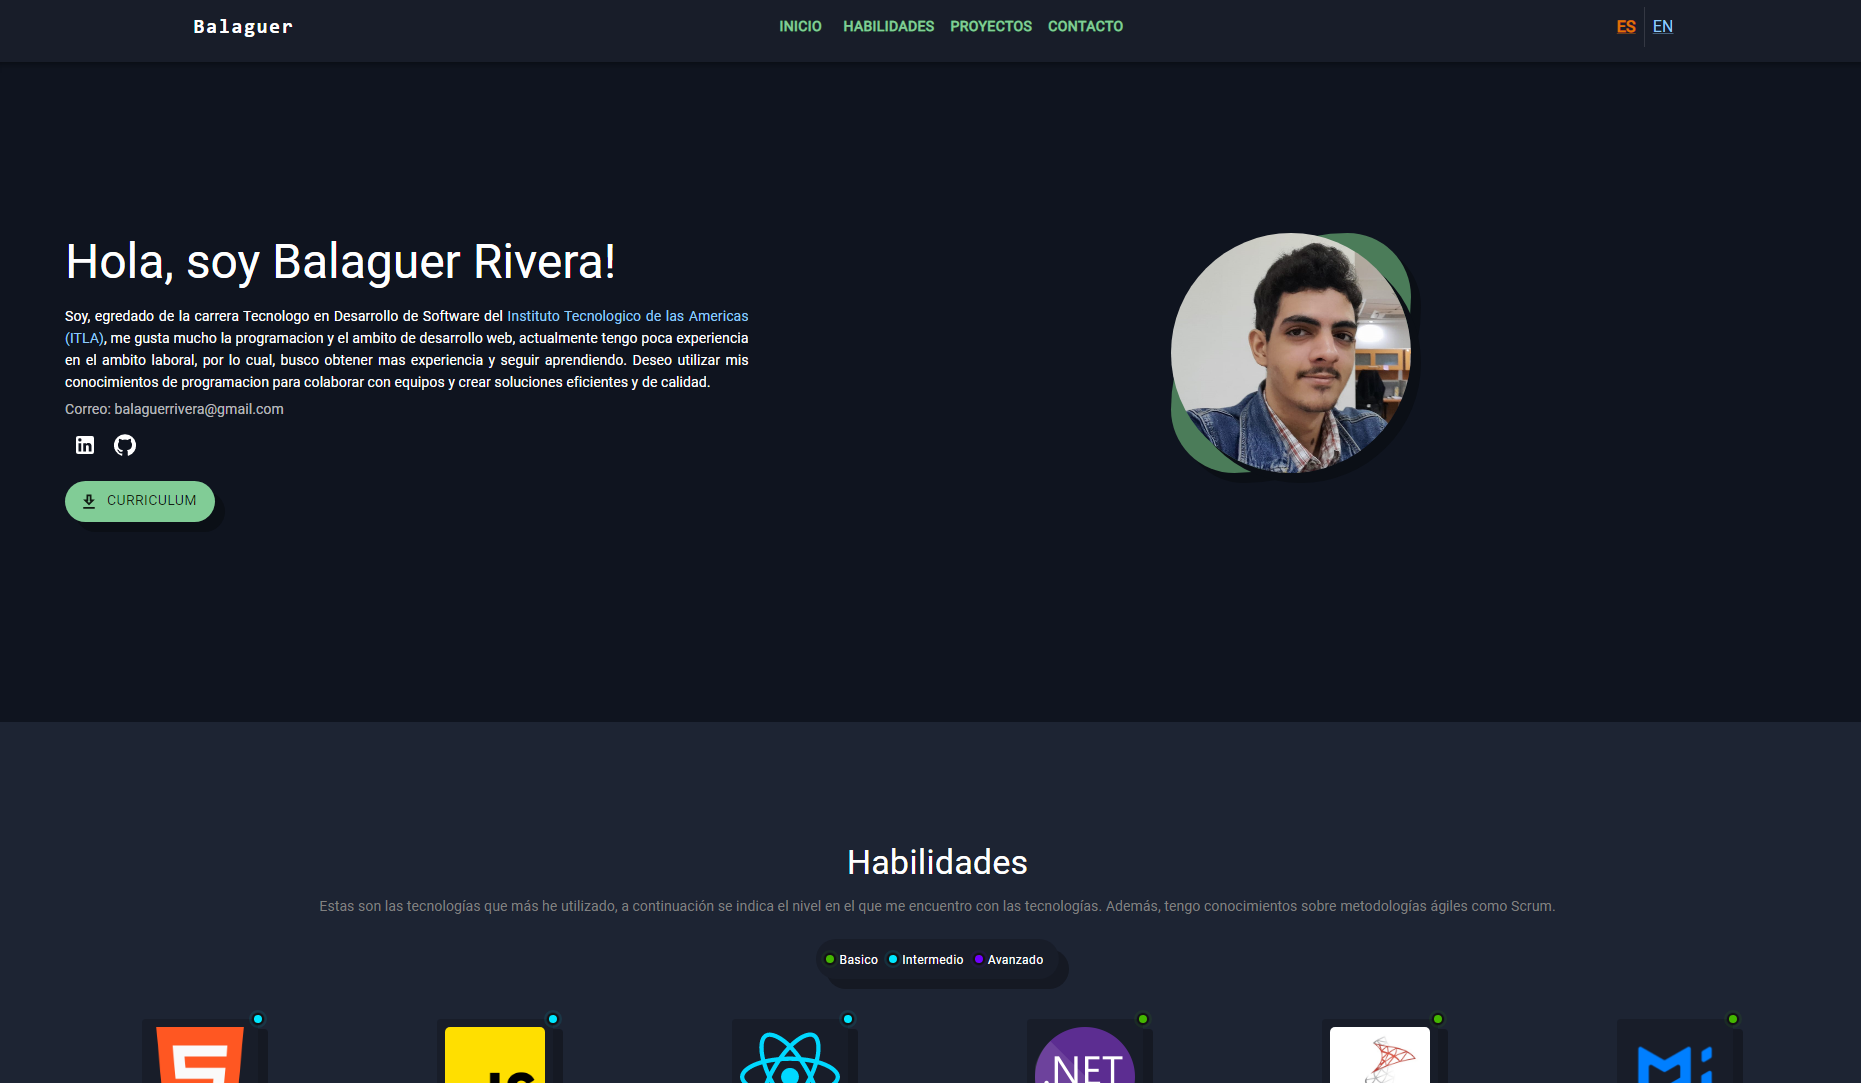 Balaguer
INICIO HABILIDADES PROYECTOS CONTACTO
ES EN
Hola, soy Balaguer Rivera!
Soy, egredado de la carrera Tecnologo en Desarrollo de Software del Instituto Tecnologico de las Americas
(ITLA), me gusta mucho la programacion y el ambito de desarrollo web, actualmente tengo poca experiencia
en el ambito laboral, por lo cual, busco obtener mas experiencia y seguir aprendiendo. Deseo utilizar mis
conocimientos de programacion para colaborar con equipos y crear soluciones eficientes y de calidad.
Correo: balaguerrivera@gmail.com
in
CURRICULUM
Habilidades
Estas son las tecnologías que más he utilizado, a continuación se indica el nivel en el que me encuentro con las tecnologías. Además, tengo conocimientos sobre metodologías ágiles como Scrum.
Basico Intermedio Avanzado
JS
.NET